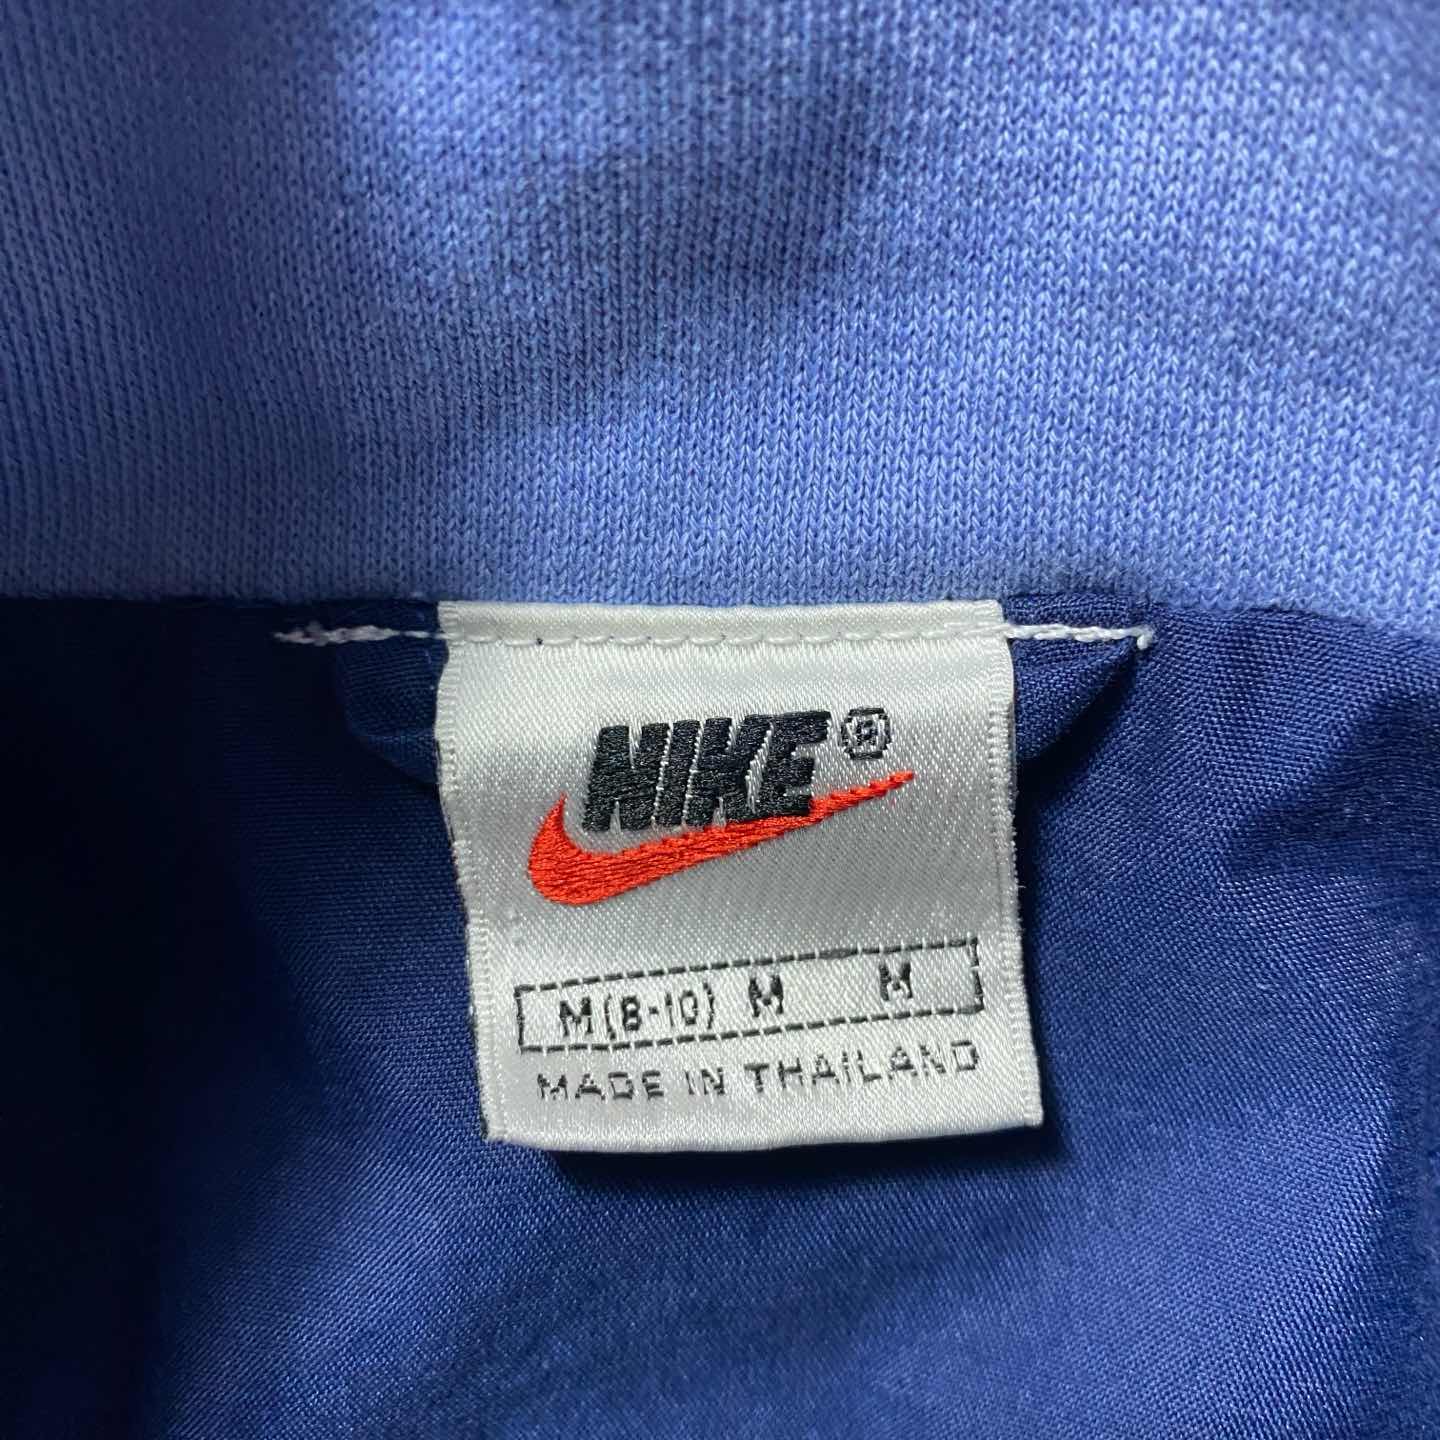 NIKE®
M(8-10) M M
MADE IN THAILAND